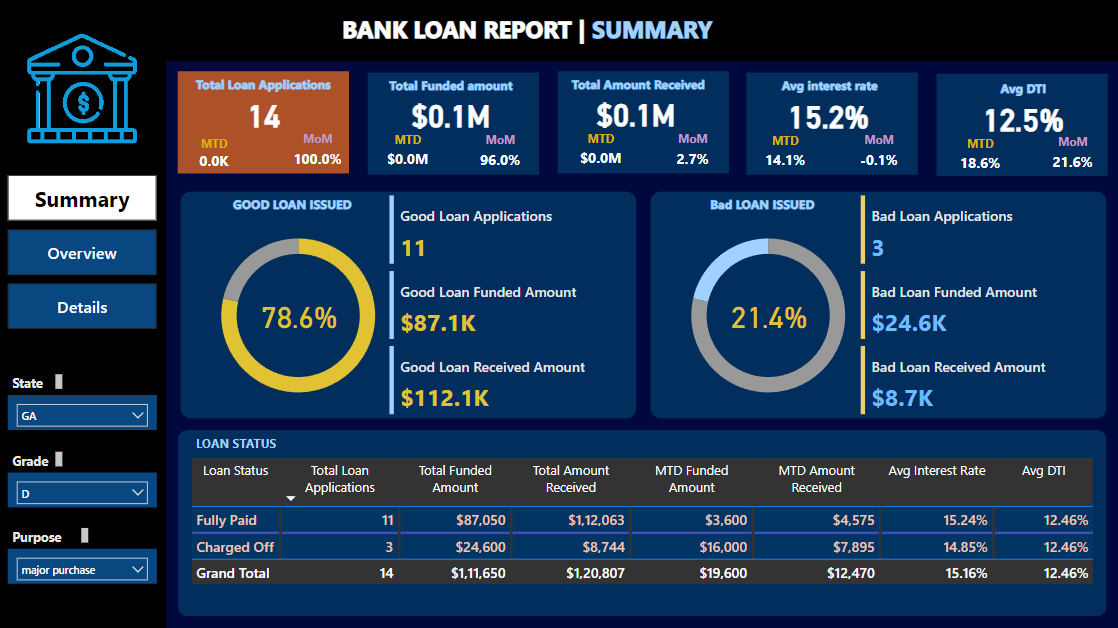 BANK LOAN REPORT | SUMMARY
$
Summary
Overview
Details
State
GA
Grade
D
Purpose
major purchase
Total Loan Applications
14
MTD MoM
0.0K 100.0%
Total Funded amount
$0.1M
MTD MoM
$0.0M 96.0%
Total Amount Received
$0.1M
MTD MoM
$0.0M 2.7%
Avg interest rate
15.2%
MTD MoM
14.1% -0.1%
Avg DTI
12.5%
MTD MoM
18.6% 21.6%
GOOD LOAN ISSUED
78.6%
Good Loan Applications
11
Good Loan Funded Amount
$87.1K
Good Loan Received Amount
$112.1K
Bad LOAN ISSUED
21.4%
Bad Loan Applications
3
Bad Loan Funded Amount
$24.6K
Bad Loan Received Amount
$8.7K
LOAN STATUS
Loan Status Total Loan Total Funded Total Amount MTD Funded MTD Amount Avg Interest Rate Avg DTI
Applications Amount Received Amount Received
Fully Paid 11 $87,050 $1,12,063 $3,600 $4,575 15.24% 12.46%
Charged Off 3 $24,600 $8,744 $16,000 $7,895 14.85% 12.46%
Grand Total 14 $1,11,650 $1,20,807 $19,600 $12,470 15.16% 12.46%